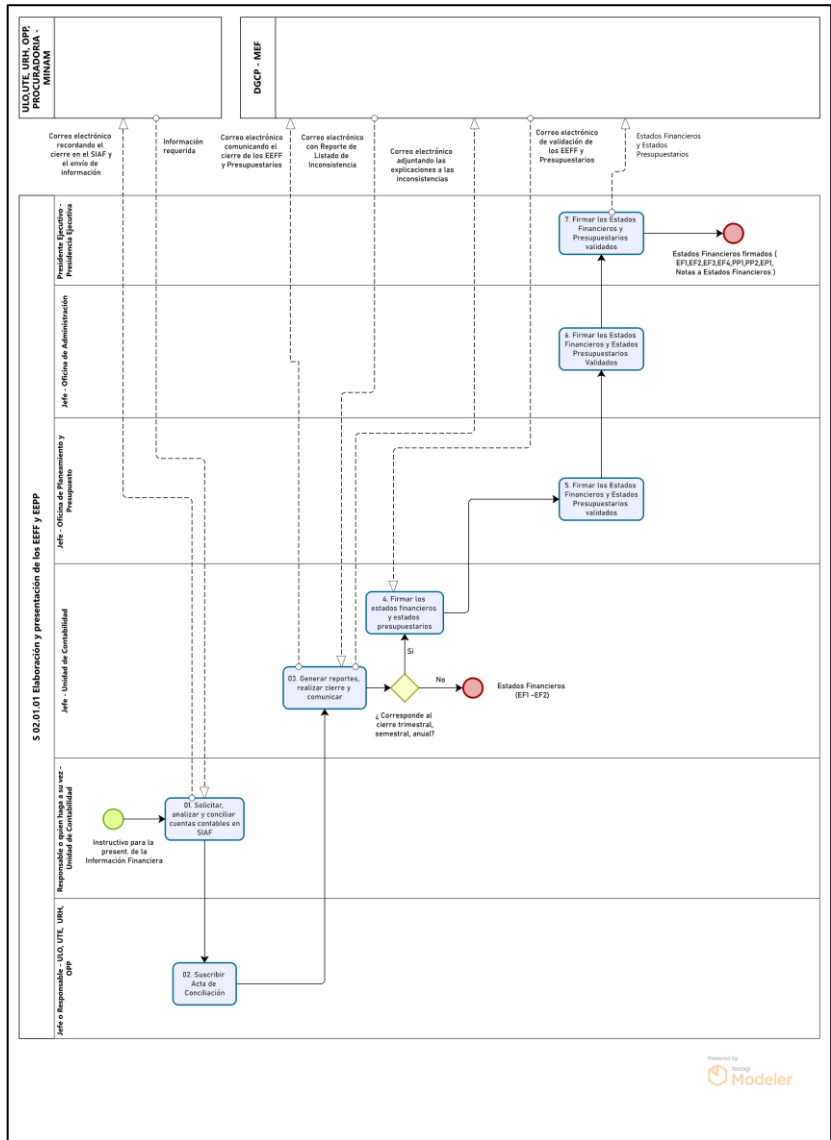 ULO,UTE, URH, OPP,
PROCURADORIA -
MINAM
DGCP - MEF
Correo electrónico
recordando el
cierre en el SIAF y
el envío de
información
Información
requerida
Correo electrónico
comunicando el
cierre de los EEFF y
Presupuestarios
Correo electrónico
con Reporte de
Listado de
Inconsistencia
Correo electrónico
adjuntando las
explicaciones a las
inconsistencias
Correo electrónico
de validación de
los EEFF y
Presupuestarios
Estados Financieros
y Estados
Presupuestarios
S 02.01.01 Elaboración y presentación de los EEFF y EEPP
Presidente Ejecutivo -
Presidencia Ejecutiva
7. Firmar los Estados
Financieros y
Presupuestarios
validados
Estados Financieros firmados (
EF1,EF2,EF3,EF4,PP1,PP2,EP1,
Notas a Estados Financieros )
Jefe - Oficina de Administración
6. Firmar los Estados
Financieros y Estados
Presupuestarios
Validados
Jefe - Oficina de Planeamiento y
Presupuesto
5. Firmar los Estados
Financieros y Estados
Presupuestarios
validados
Jefe - Unidad de Contabilidad
4. Firmar los
estados financieros
y estados
presupuestarios
Si
03. Generar reportes,
realizar cierre y
comunicar
No
¿ Corresponde al
cierre trimestral,
semestral, anual?
Estados Financieros
(EF1 -EF2)
Responsable o quien haga a su vez -
Unidad de Contabilidad
01. Solicitar,
analizar y conciliar
cuentas contables en
SIAF
Instructivo para la
present. de la
Información Financiera
Jefe o Responsable - ULO, UTE, URH,
OPP
02. Suscribir
Acta de
Conciliación
Powered by
bizagi
Modeler